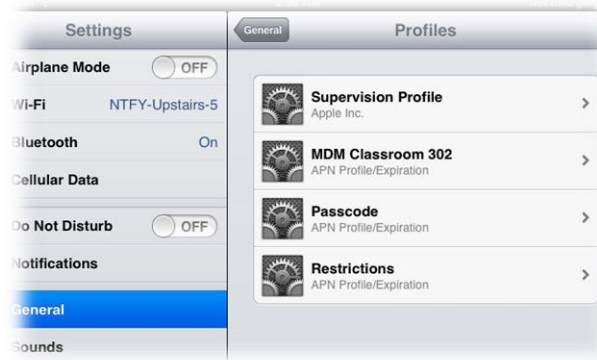 Settings
Airplane Mode OFF
Wi-Fi NTFY-Upstairs-5
Bluetooth On
Cellular Data
Do Not Disturb OFF
Notifications
General
Sounds
General Profiles
Supervision Profile
Apple Inc.
MDM Classroom 302
APN Profile/Expiration
Passcode
APN Profile/Expiration
Restrictions
APN Profile/Expiration